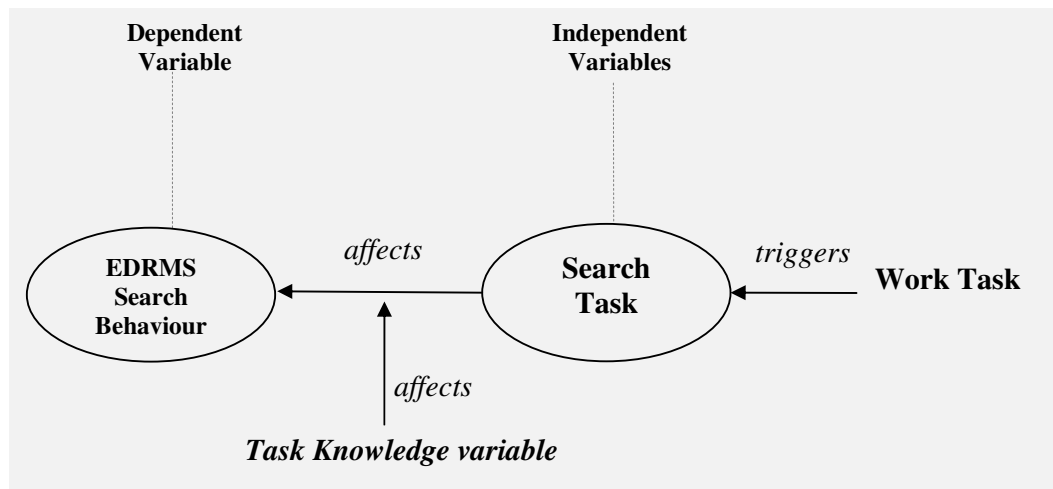 Dependent
Variable
Independent
Variables
affects
EDRMS
Search
Behaviour
Search
Task
triggers
Work Task
affects
Task Knowledge variable